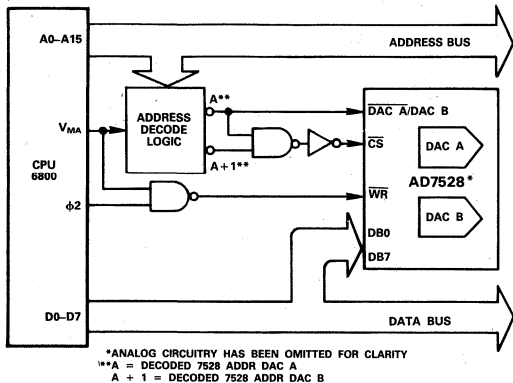 A0–A15
ADDRESS BUS
A**
ADDRESS
DECODE
LOGIC
DAC A/DAC B
VMA
CS
DAC A
CPU
6800
A+1**
AD7528*
WR
φ2
DAC B
DB0
DB7
D0–D7
DATA BUS
*ANALOG CIRCUITRY HAS BEEN OMITTED FOR CLARITY
**A = DECODED 7528 ADDR DAC A
A + 1 = DECODED 7528 ADDR DAC B